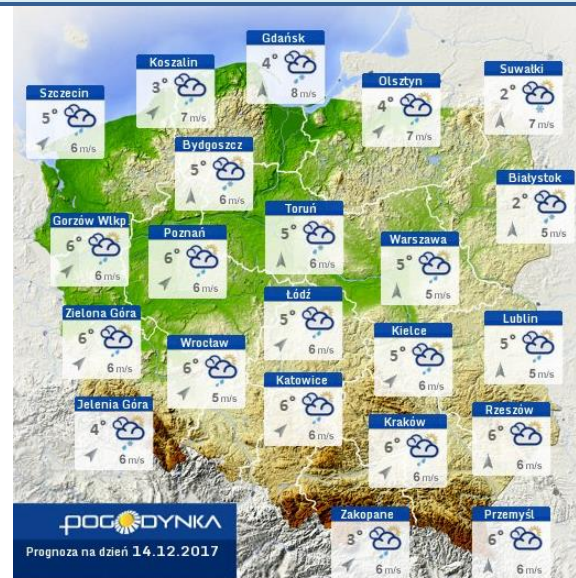 Gdańsk
4° 8 m/s
Koszalin
3° 7 m/s
Suwałki
2° 7 m/s
Olsztyn
4° 7 m/s
Szczecin
5° 6 m/s
Bydgoszcz
5° 6 m/s
Białystok
2° 5 m/s
Toruń
5° 6 m/s
Gorzów Wlkp
6° 6 m/s
Poznań
6° 6 m/s
Warszawa
5° 5 m/s
Łódź
5° 6 m/s
Zielona Góra
6° 6 m/s
Lublin
5° 5 m/s
Kielce
5° 6 m/s
Wrocław
6° 5 m/s
Katowice
6° 6 m/s
Jelenia Góra
4° 6 m/s
Rzeszów
6° 6 m/s
Kraków
6° 6 m/s
Zakopane
3° 6 m/s
Przemyśl
6° 6 m/s
POGODYNKA
Prognoza na dzień 14.12.2017